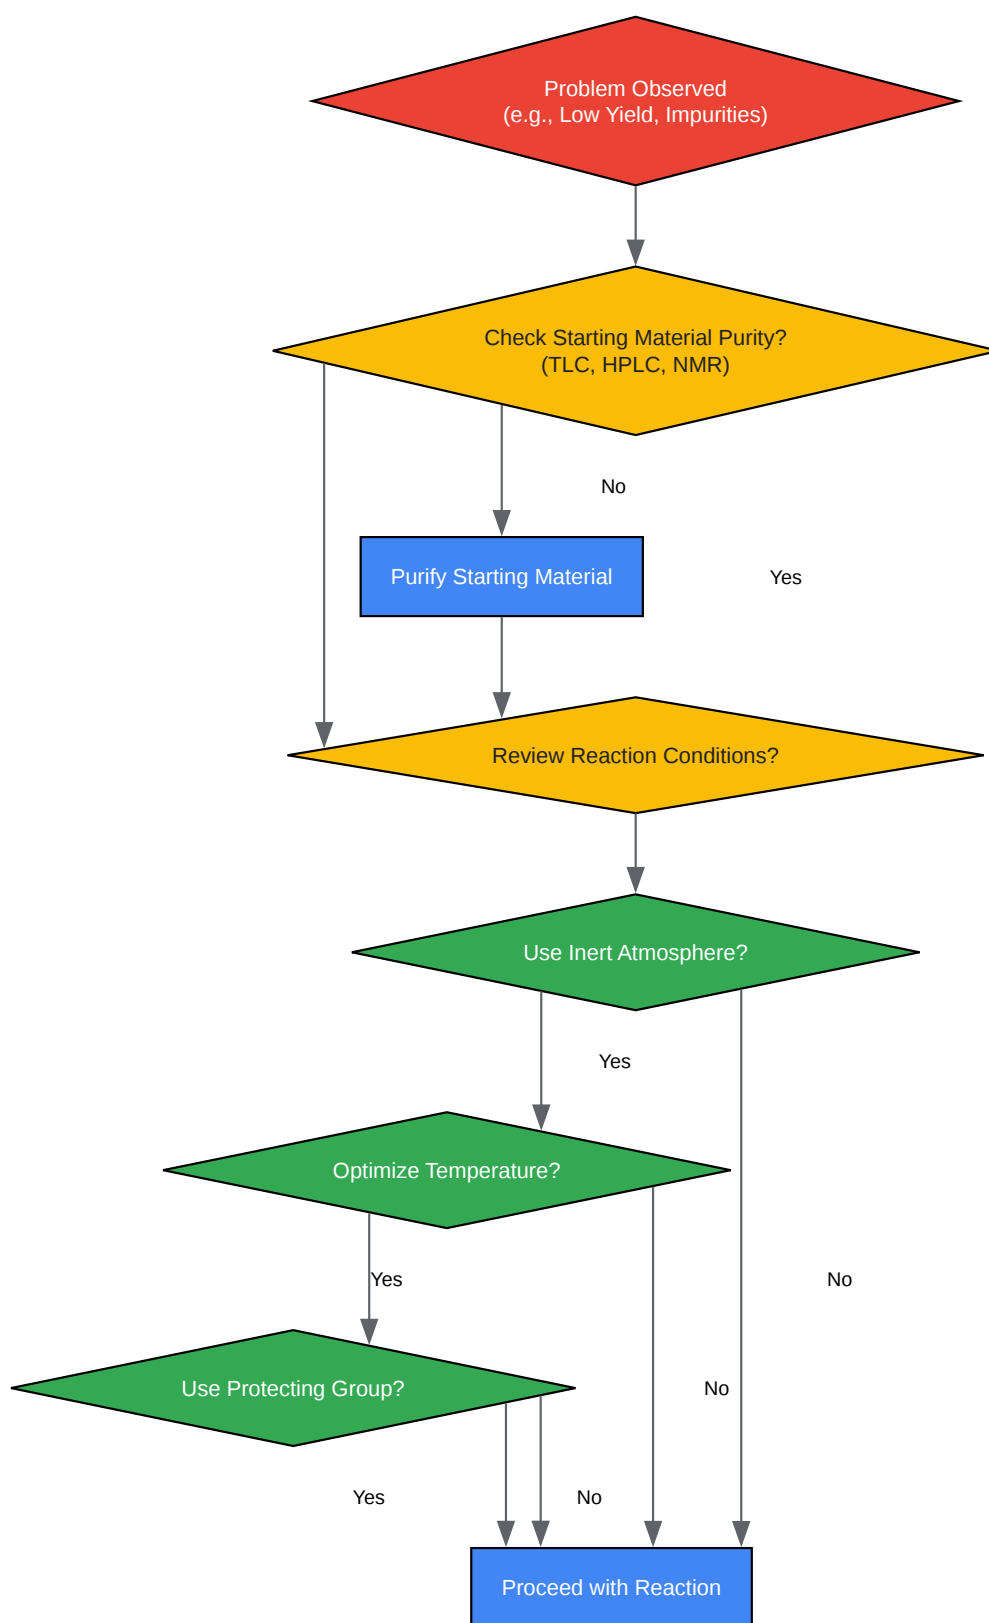 Problem Observed
(e.g., Low Yield, Impurities)
Check Starting Material Purity?
(TLC, HPLC, NMR)
No
Purify Starting Material
Yes
Review Reaction Conditions?
Use Inert Atmosphere?
Yes
Optimize Temperature?
Yes
No
Use Protecting Group?
No
Yes
No
Proceed with Reaction